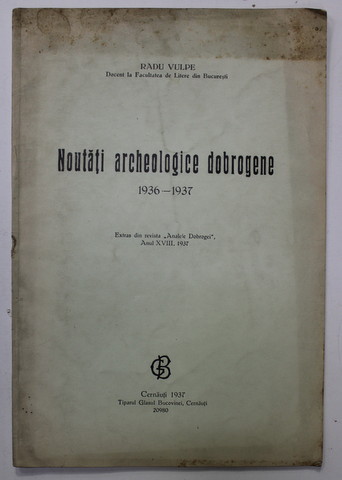 RADU VULPE
Docent la Facultatea de Litere din București
Noutăți archeologice dobrogene
1936—1937
Extras din revista „Analele Dobrogei",
Anul XVIII, 1937
GB
Cernăuți 1937
Tiparul Glasul Bucovinei, Cernăuți
20980